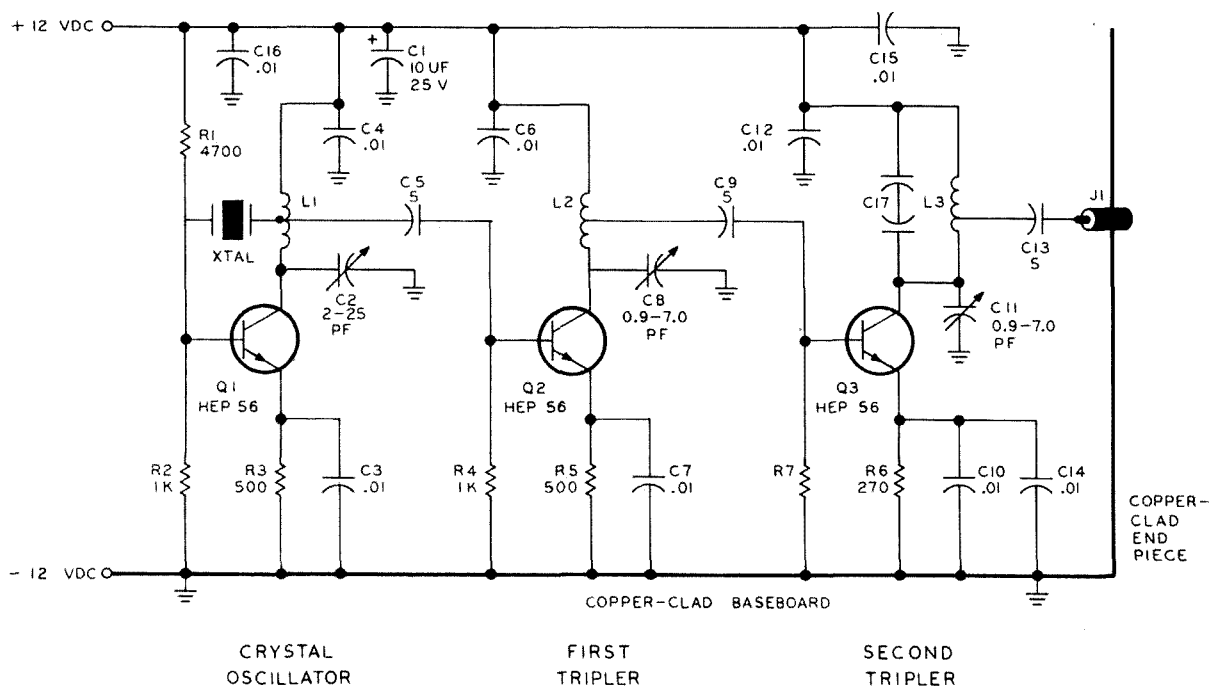 + 12 VDC
C16
.01
+
C1
10 UF
25 V
C15
.01
R1
4700
C4
.01
C6
.01
C12
.01
XTAL
L1
C5
5
L2
C9
5
C17
L3
J1
C13
5
C2
2-25
PF
C8
0.9-7.0
PF
C11
0.9-7.0
PF
Q1
HEP 56
Q2
HEP 56
Q3
HEP 56
R2
1K
R3
500
C3
.01
R4
1K
R5
500
C7
.01
R7
R6
270
C10
.01
C14
.01
COPPER-
CLAD
END
PIECE
- 12 VDC
COPPER-CLAD BASEBOARD
CRYSTAL
OSCILLATOR
FIRST
TRIPLER
SECOND
TRIPLER